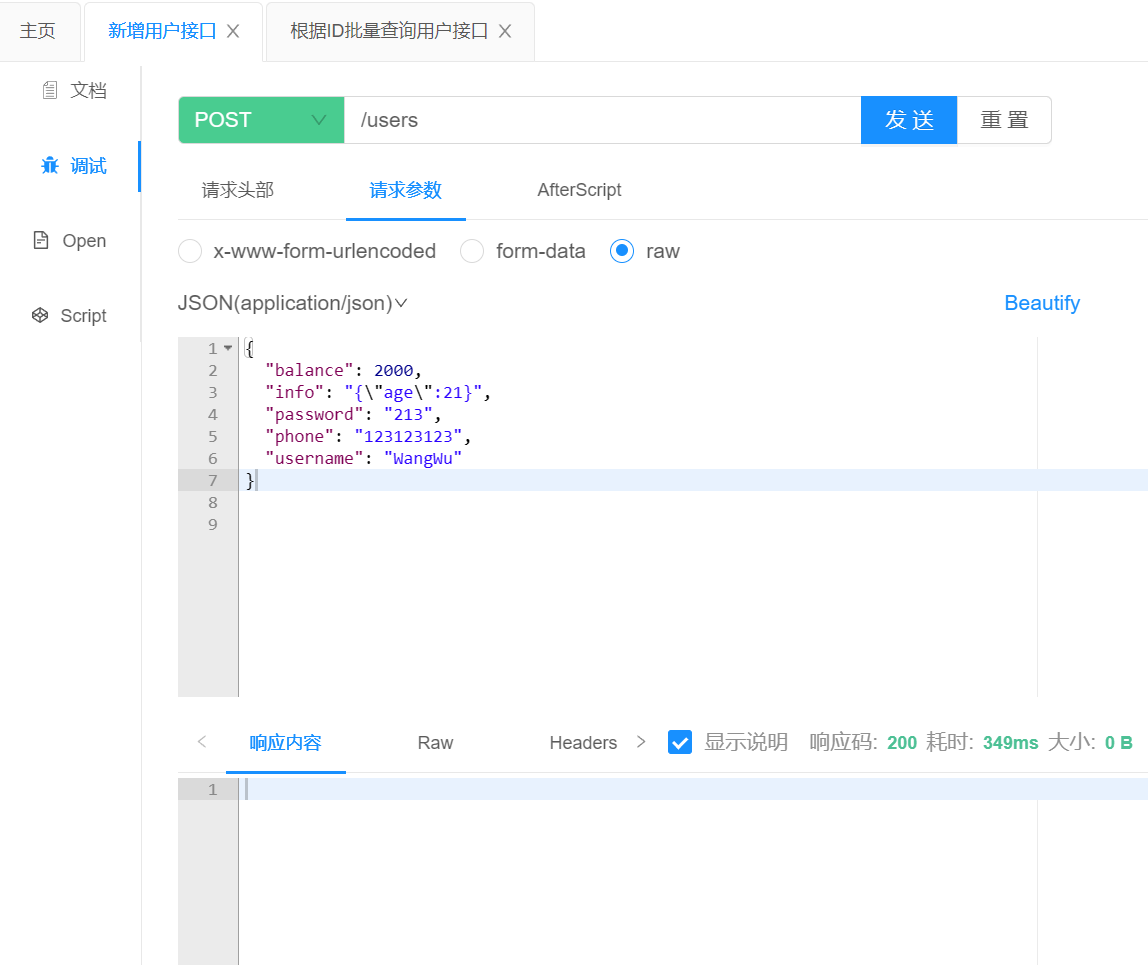 主页 新增用户接口 根据ID批量查询用户接口
文档
调试
Open
Script
POST /users 发 送 重 置
请求头部 请求参数 AfterScript
x-www-form-urlencoded form-data raw
JSON(application/json) Beautify
1 {
2 "balance": 2000,
3 "info": "{\"age\":21}",
4 "password": "213",
5 "phone": "123123123",
6 "username": "WangWu"
7 }
8
9
响应内容 Raw Headers 显示说明 响应码: 200 耗时: 349ms 大小: 0 B
1